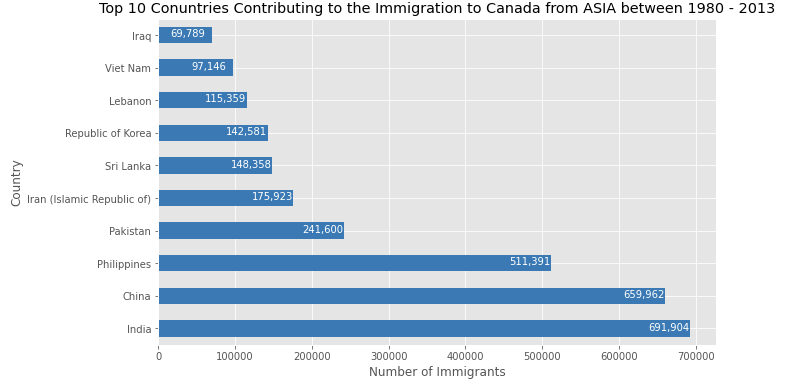 Top 10 Conuntries Contributing to the Immigration to Canada from ASIA between 1980 - 2013
Iraq 69,789
Viet Nam 97,146
Lebanon 115,359
Republic of Korea 142,581
Sri Lanka 148,358
Iran (Islamic Republic of) 175,923
Pakistan 241,600
Philippines 511,391
China 659,962
India 691,904
Country
0 100000 200000 300000 400000 500000 600000 700000
Number of Immigrants